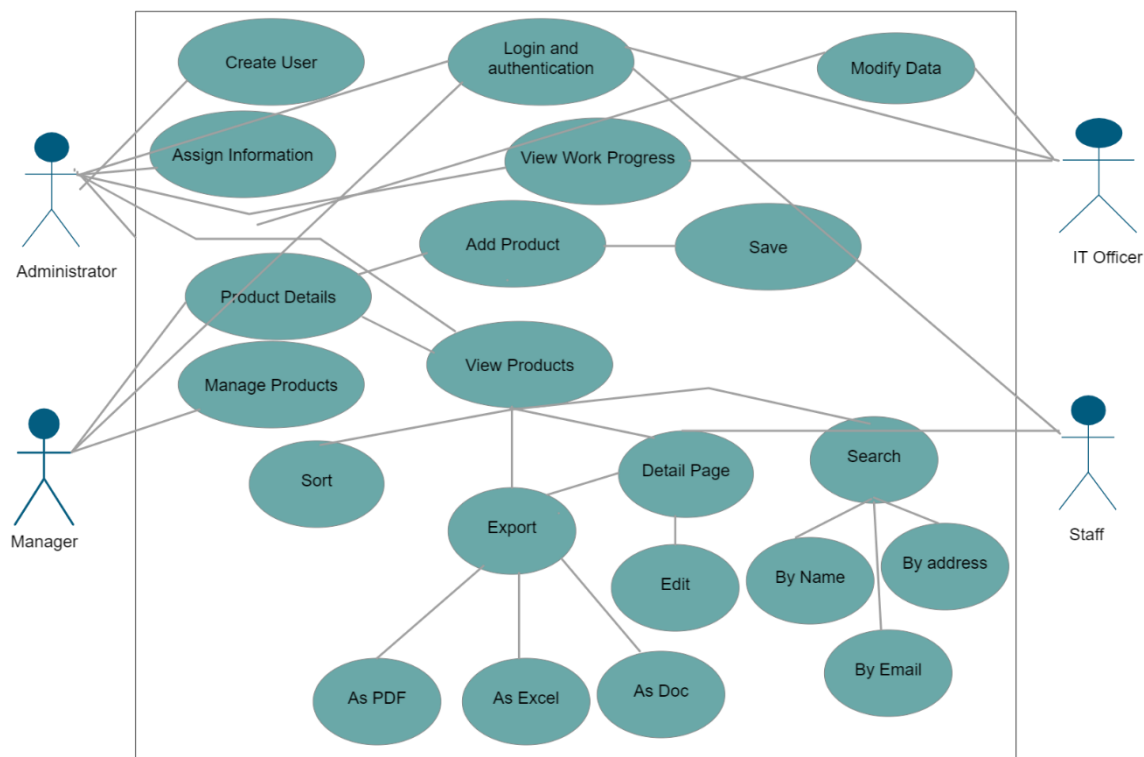 Create User
Login and
authentication
Modify Data
Assign Information
View Work Progress
Administrator
IT Officer
Add Product
Save
Product Details
View Products
Manage Products
Sort
Detail Page
Search
Manager
Staff
Export
Edit
By Name
By address
By Email
As PDF
As Excel
As Doc